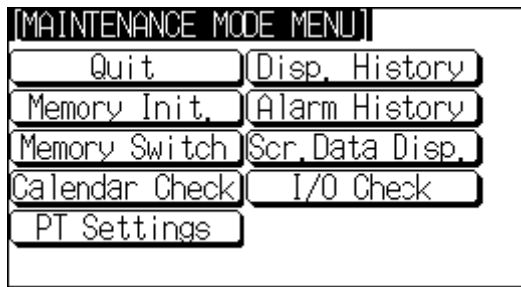 [MAINTENANCE MODE MENU]
Quit
Disp. History
Memory Init.
Alarm History
Memory Switch
Scr.Data Disp.
Calendar Check
I/O Check
PT Settings